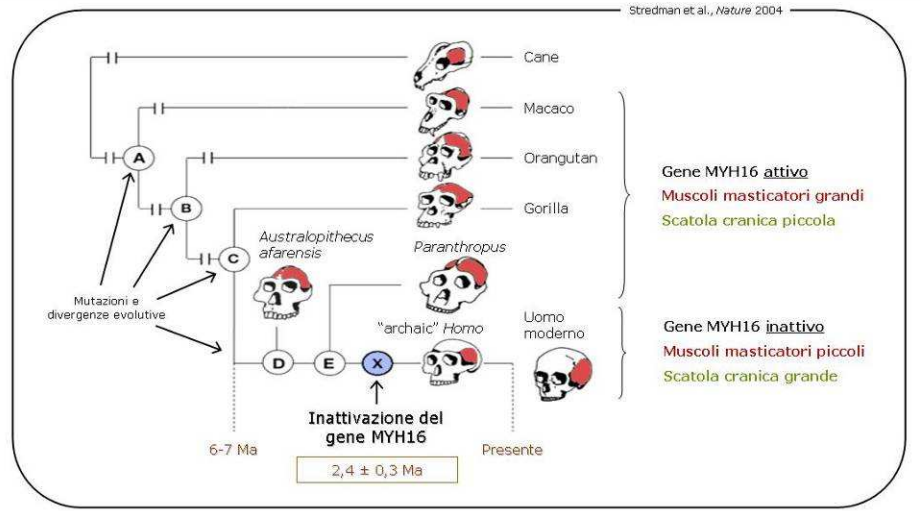 Stredman et al., Nature 2004
Cane
Macaco
Orangutan
Gorilla
A
B
C
Gene MYH16 attivo
Muscoli masticatori grandi
Scatola cranica piccola
Australopithecus
afarensis
Paranthropus
Mutazioni e
divergenze evolutive
"archaic" Homo
Uomo
moderno
Gene MYH16 inattivo
Muscoli masticatori piccoli
Scatola cranica grande
D
E
X
Inattivazione del
gene MYH16
6-7 Ma
Presente
2,4 ± 0,3 Ma